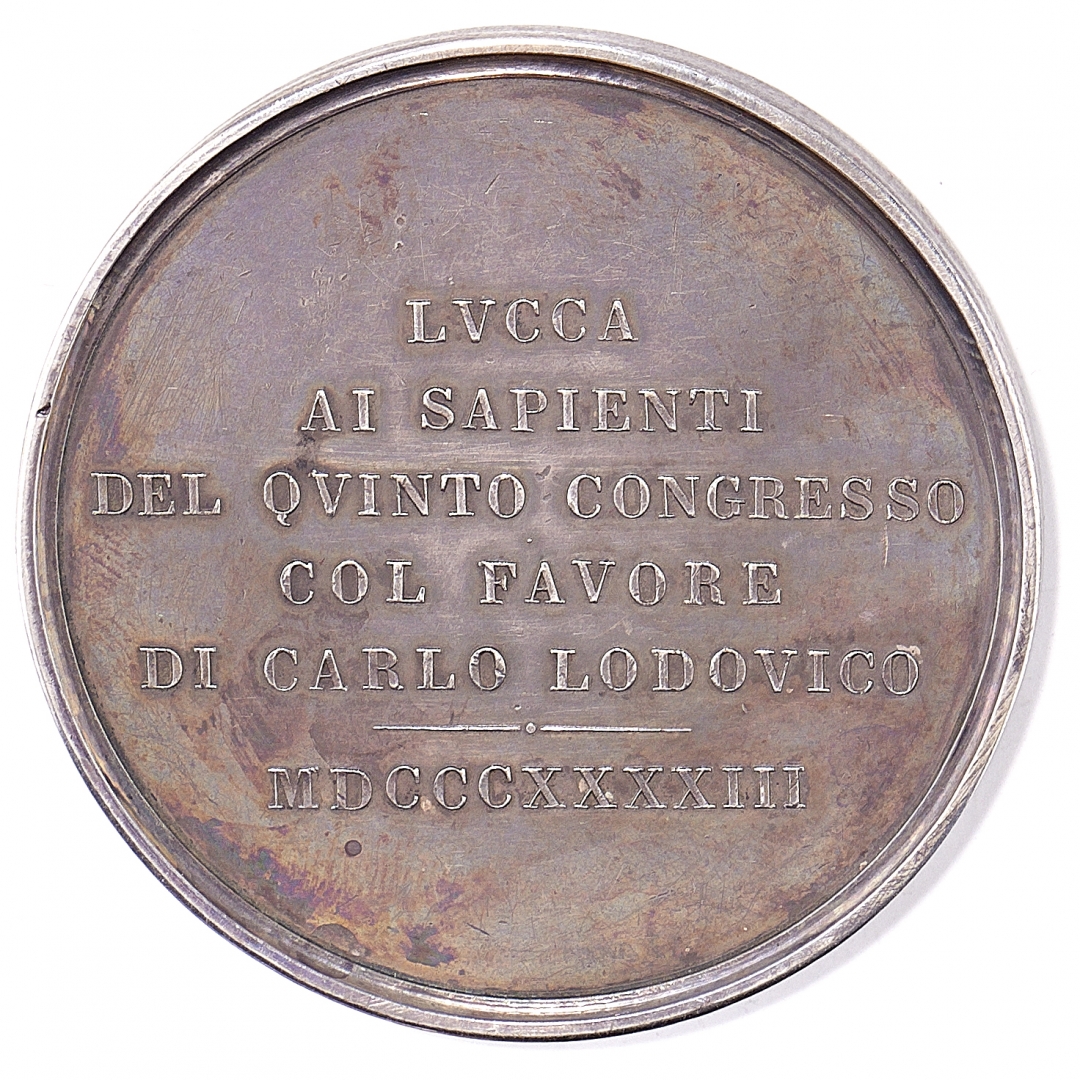 LVCCA
AI SAPIENTI
DEL QVINTO CONGRESSO
COL FAVORE
DI CARLO LODOVICO
MDCCCXXXXIII